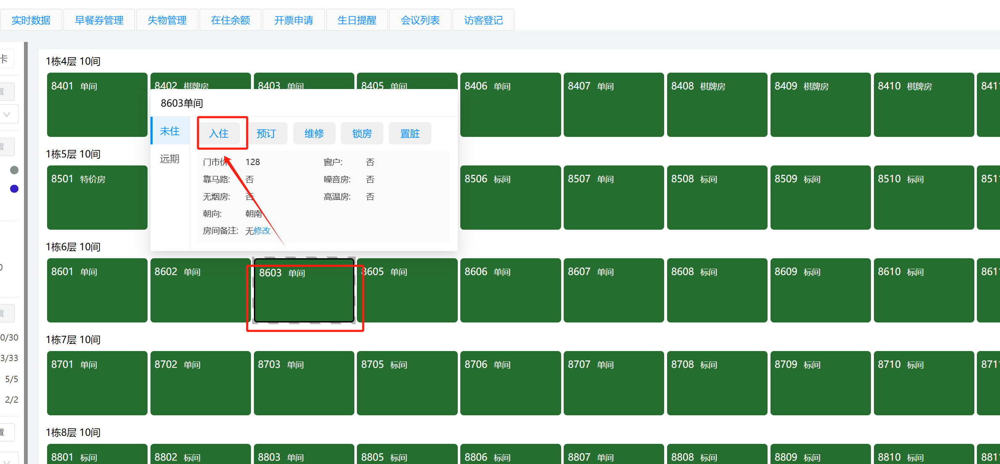 实时数据 早餐券管理 失物管理 在住余额 开票申请 生日提醒 会议列表 访客登记
卡
置
置
0
置
0/30
3/33
5/5
2/2
置
1栋4层 10间
8401 单间 8402 棋牌房 8403 单间 8405 单间 8406 单间 8407 单间 8408 棋牌房 8409 棋牌房 8410 棋牌房 8411
8603单间
未住
远期
入住 预订 维修 锁房 置脏
门市价 128 窗户: 否
靠马路: 否 噪音房: 否
无烟房: 否 高温房: 否
朝向: 朝南
房间备注: 无修改
1栋5层 10间
8501 特价房 8506 标间 8507 单间 8508 标间 8509 标间 8510 标间 8511
1栋6层 10间
8601 单间 8602 单间 8603 单间 8605 单间 8606 单间 8607 单间 8608 标间 8609 标间 8610 标间 8611
1栋7层 10间
8701 单间 8702 单间 8703 单间 8705 标间 8706 单间 8707 单间 8708 标间 8709 标间 8710 标间 8711
1栋8层 10间
8801 标间 8802 标间 8803 单间 8805 标间 8806 标间 8807 单间 8808 标间 8809 标间 8810 标间 8811